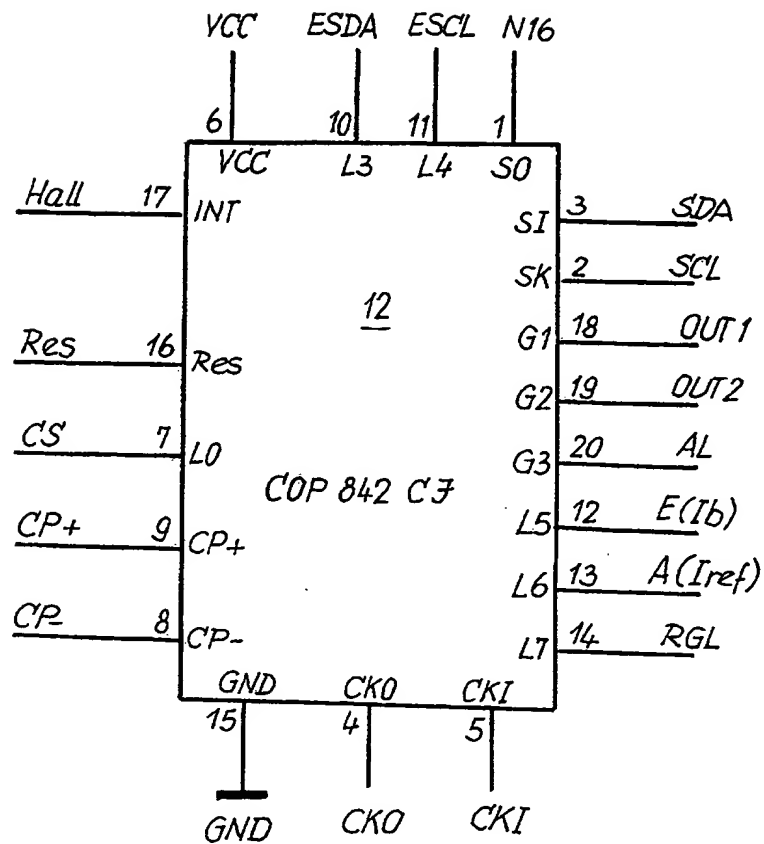 VCC ESDA ESCL N16
6 10 11 1
VCC L3 L4 SO
Hall 17 INT
SI 3 SDA
SK 2 SCL
12
G1 18 OUT1
Res 16 Res
G2 19 OUT2
CS 7 L0
G3 20 AL
COP 842 CJ
L5 12 E(Ib)
CP+ 9 CP+
L6 13 A(Iref)
CP- 8 CP-
L7 14 RGL
GND CKO CKI
15 4 5
GND CKO CKI